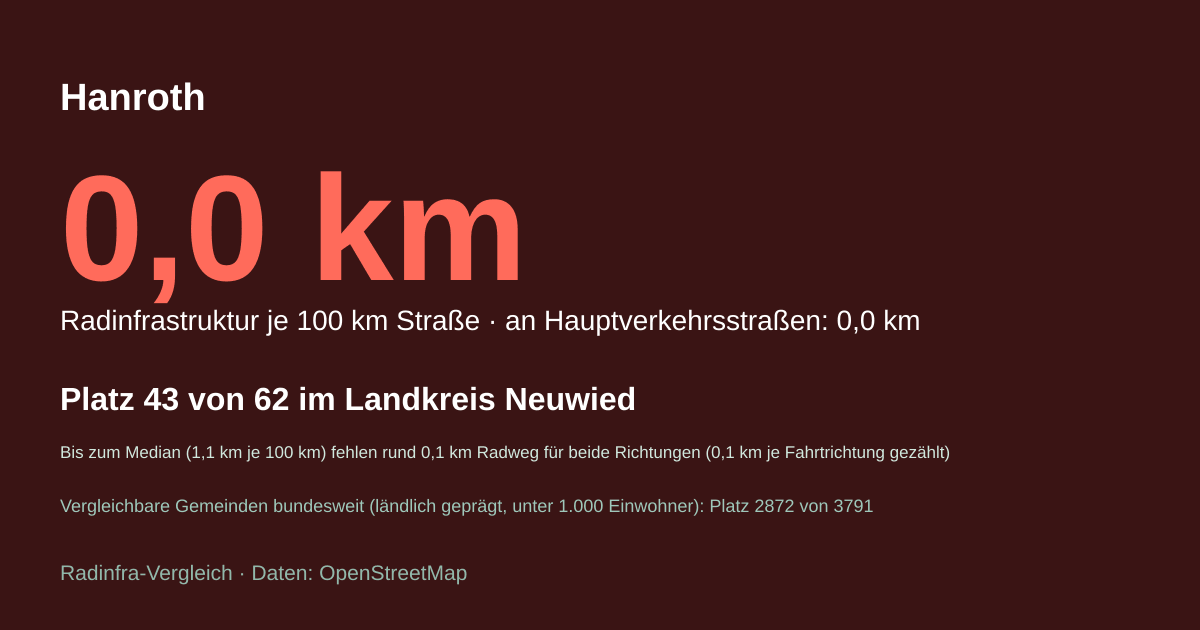 Hanroth
0,0 km
Radinfrastruktur je 100 km Straße · an Hauptverkehrsstraßen: 0,0 km
Platz 43 von 62 im Landkreis Neuwied
Bis zum Median (1,1 km je 100 km) fehlen rund 0,1 km Radweg für beide Richtungen (0,1 km je Fahrtrichtung gezählt)
Vergleichbare Gemeinden bundesweit (ländlich geprägt, unter 1.000 Einwohner): Platz 2872 von 3791
Radinfra-Vergleich · Daten: OpenStreetMap